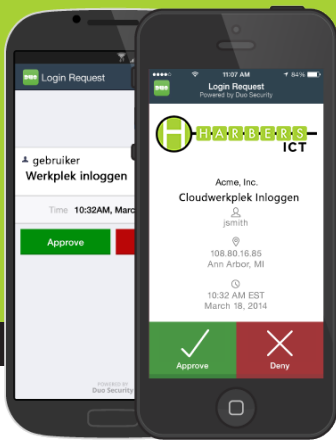 Login Request
gebruiker
Werkplek inloggen
Time 10:32AM, Marc
Approve
POWERED BY
Duo Security
11:07 AM
84%
Login Request
Powered by Duo Security
H HARBERS
ICT
Acme, Inc.
Cloudwerkplek Inloggen
jsmith
108.80.16.85
Ann Arbor, MI
10:32 AM EST
March 18, 2014
Approve
Deny